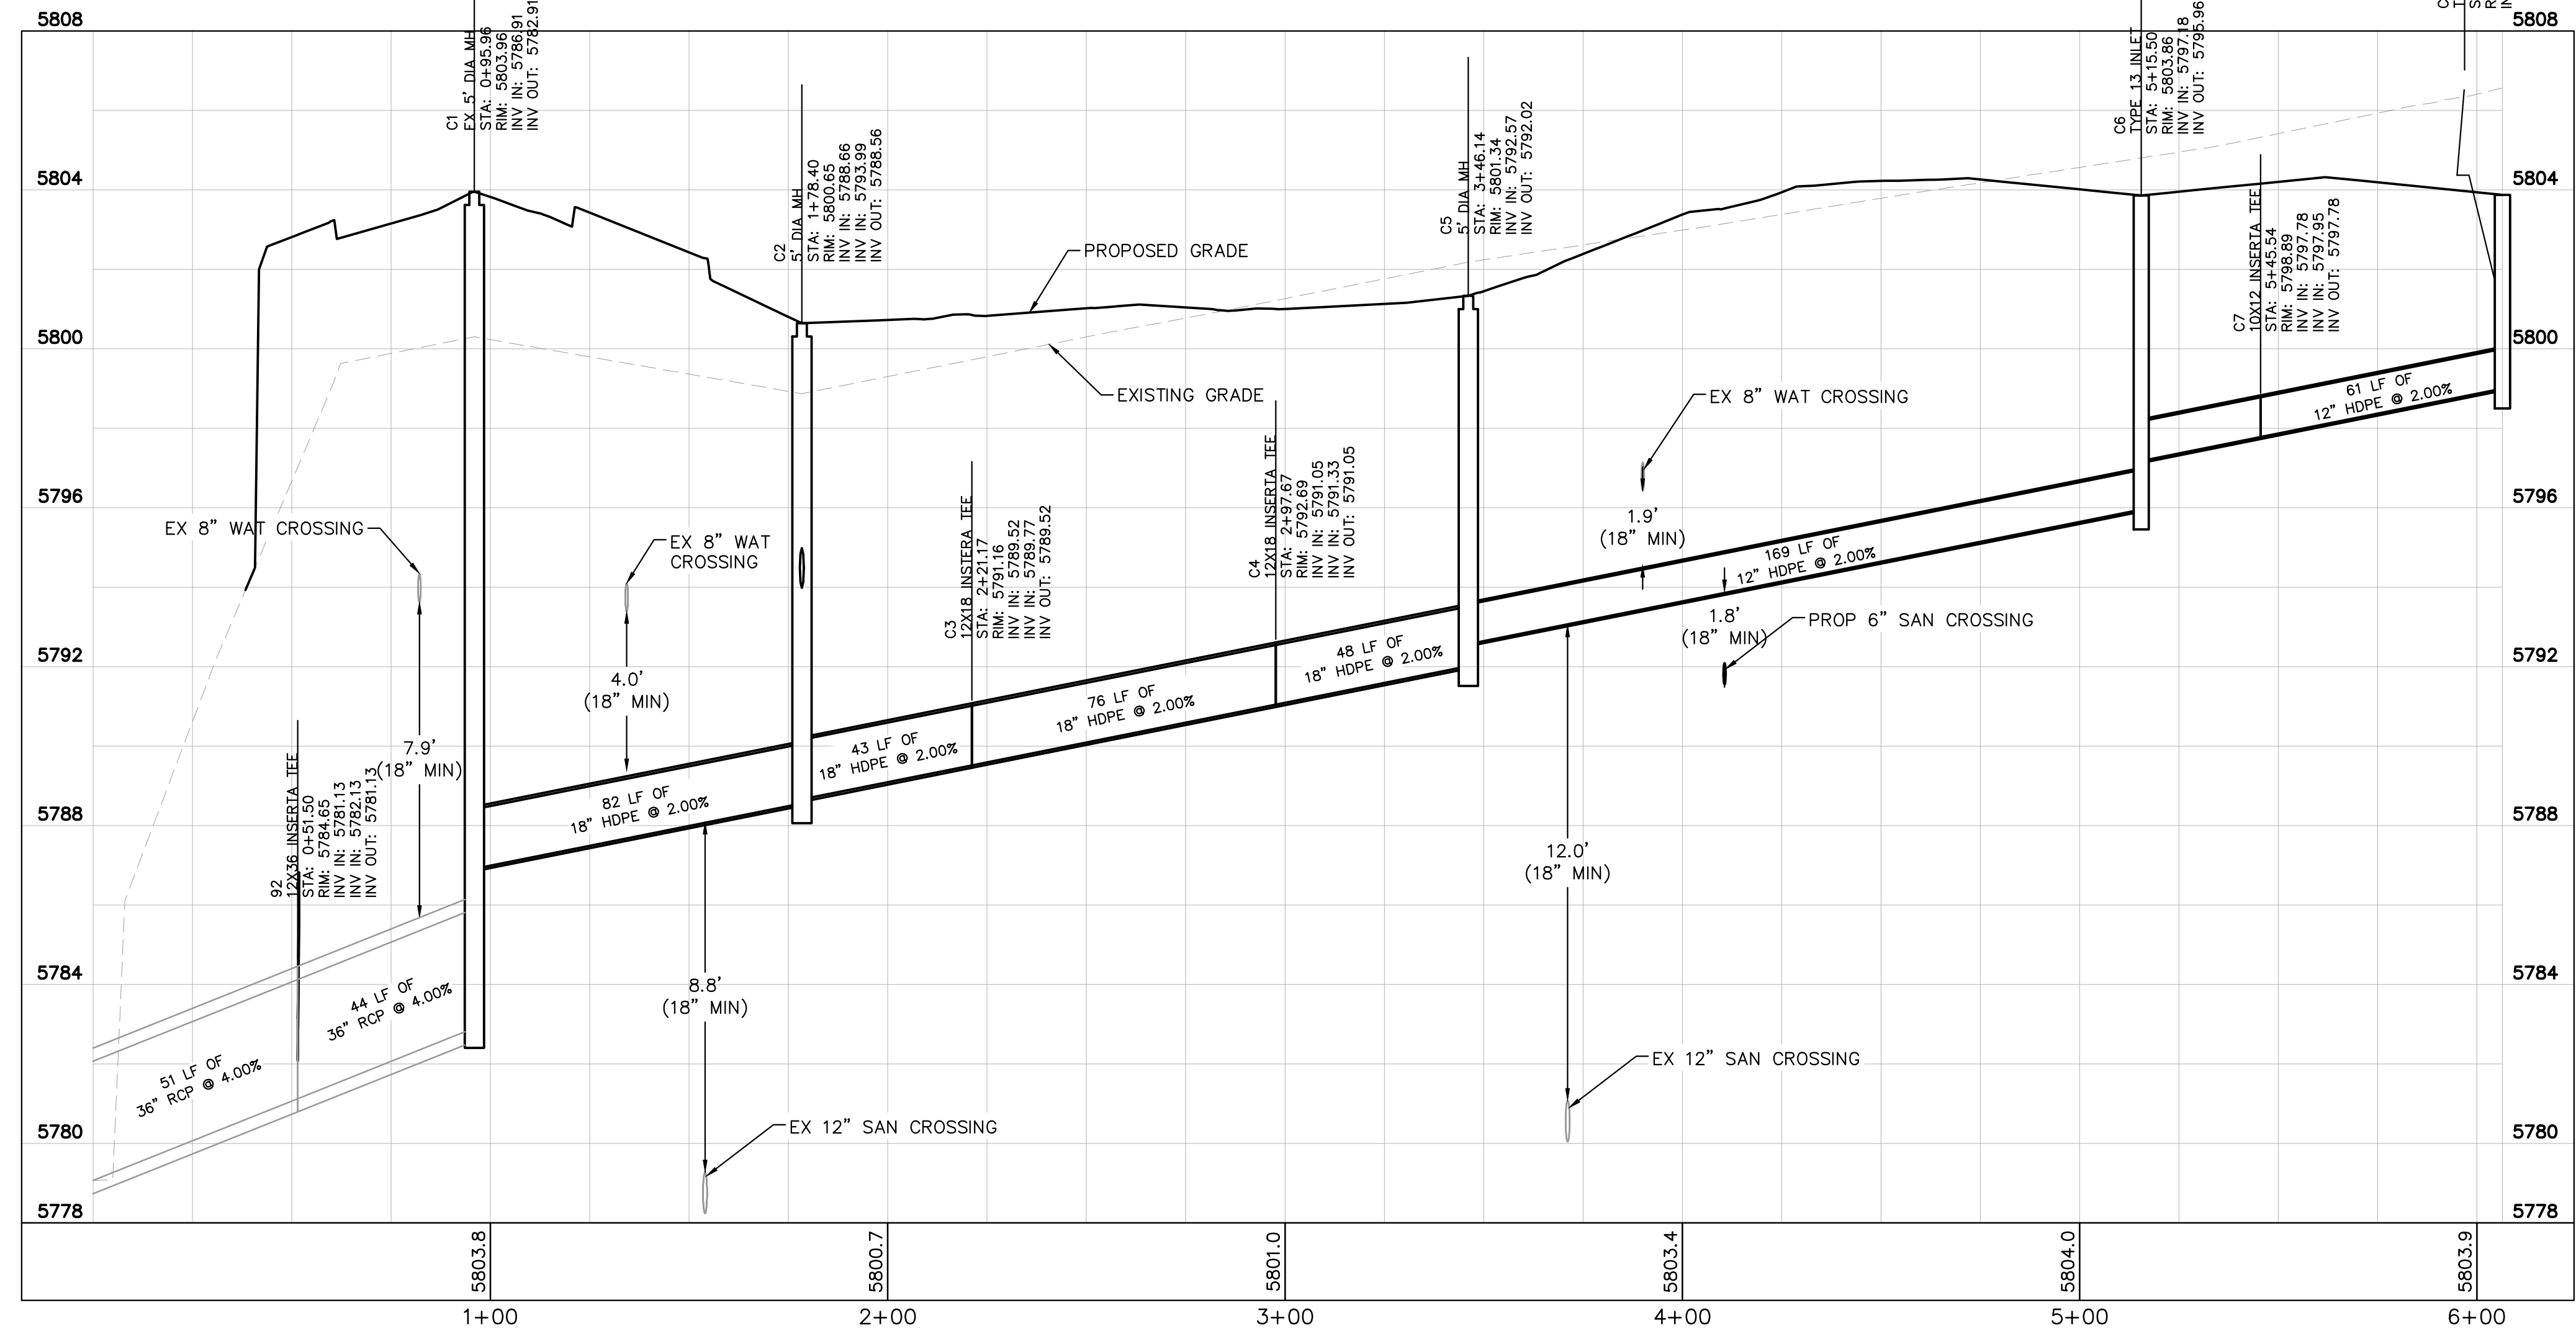 5808
5804
5800
5796
5792
5788
5784
5780
5778
5808
5804
5800
5796
5792
5788
5784
5780
5778
C1
EX 5' DIA MH
STA: 0+95.96
RIM: 5803.96
INV IN: 5786.91
INV OUT: 5782.91
C2
5' DIA MH
STA: 1+78.40
RIM: 5800.65
INV IN: 5788.66
INV IN: 5793.99
INV OUT: 5788.56
C5
5' DIA MH
STA: 3+46.14
RIM: 5801.34
INV IN: 5792.57
INV OUT: 5792.02
C6
TYPE 13 INLET
STA: 5+15.50
RIM: 5803.86
INV IN: 5797.18
INV OUT: 5795.96
C7
10X12 INSERTA TEE
STA: 5+45.54
RIM: 5798.89
INV IN: 5797.78
INV IN: 5797.95
INV OUT: 5797.78
PROPOSED GRADE
EXISTING GRADE
EX 8" WAT CROSSING
61 LF OF
12" HDPE @ 2.00%
C4
12X18 INSERTA TEE
STA: 2+97.67
RIM: 5792.69
INV IN: 5791.05
INV IN: 5791.33
INV OUT: 5791.05
C3
12X18 INSTERA TEE
STA: 2+21.17
RIM: 5791.16
INV IN: 5789.52
INV IN: 5789.77
INV OUT: 5789.52
EX 8" WAT CROSSING
EX 8" WAT
CROSSING
1.9'
(18" MIN)
169 LF OF
12" HDPE @ 2.00%
1.8'
(18" MIN)
PROP 6" SAN CROSSING
48 LF OF
18" HDPE @ 2.00%
4.0'
(18" MIN)
76 LF OF
18" HDPE @ 2.00%
43 LF OF
18" HDPE @ 2.00%
7.9'
(18" MIN)
82 LF OF
18" HDPE @ 2.00%
92
12X36 INSERTA TEE
STA: 0+51.50
RIM: 5784.65
INV IN: 5781.13
INV IN: 5782.13
INV OUT: 5781.13
12.0'
(18" MIN)
8.8'
(18" MIN)
44 LF OF
36" RCP @ 4.00%
51 LF OF
36" RCP @ 4.00%
EX 12" SAN CROSSING
EX 12" SAN CROSSING
5803.8
5800.7
5801.0
5803.4
5804.0
5803.9
1+00
2+00
3+00
4+00
5+00
6+00